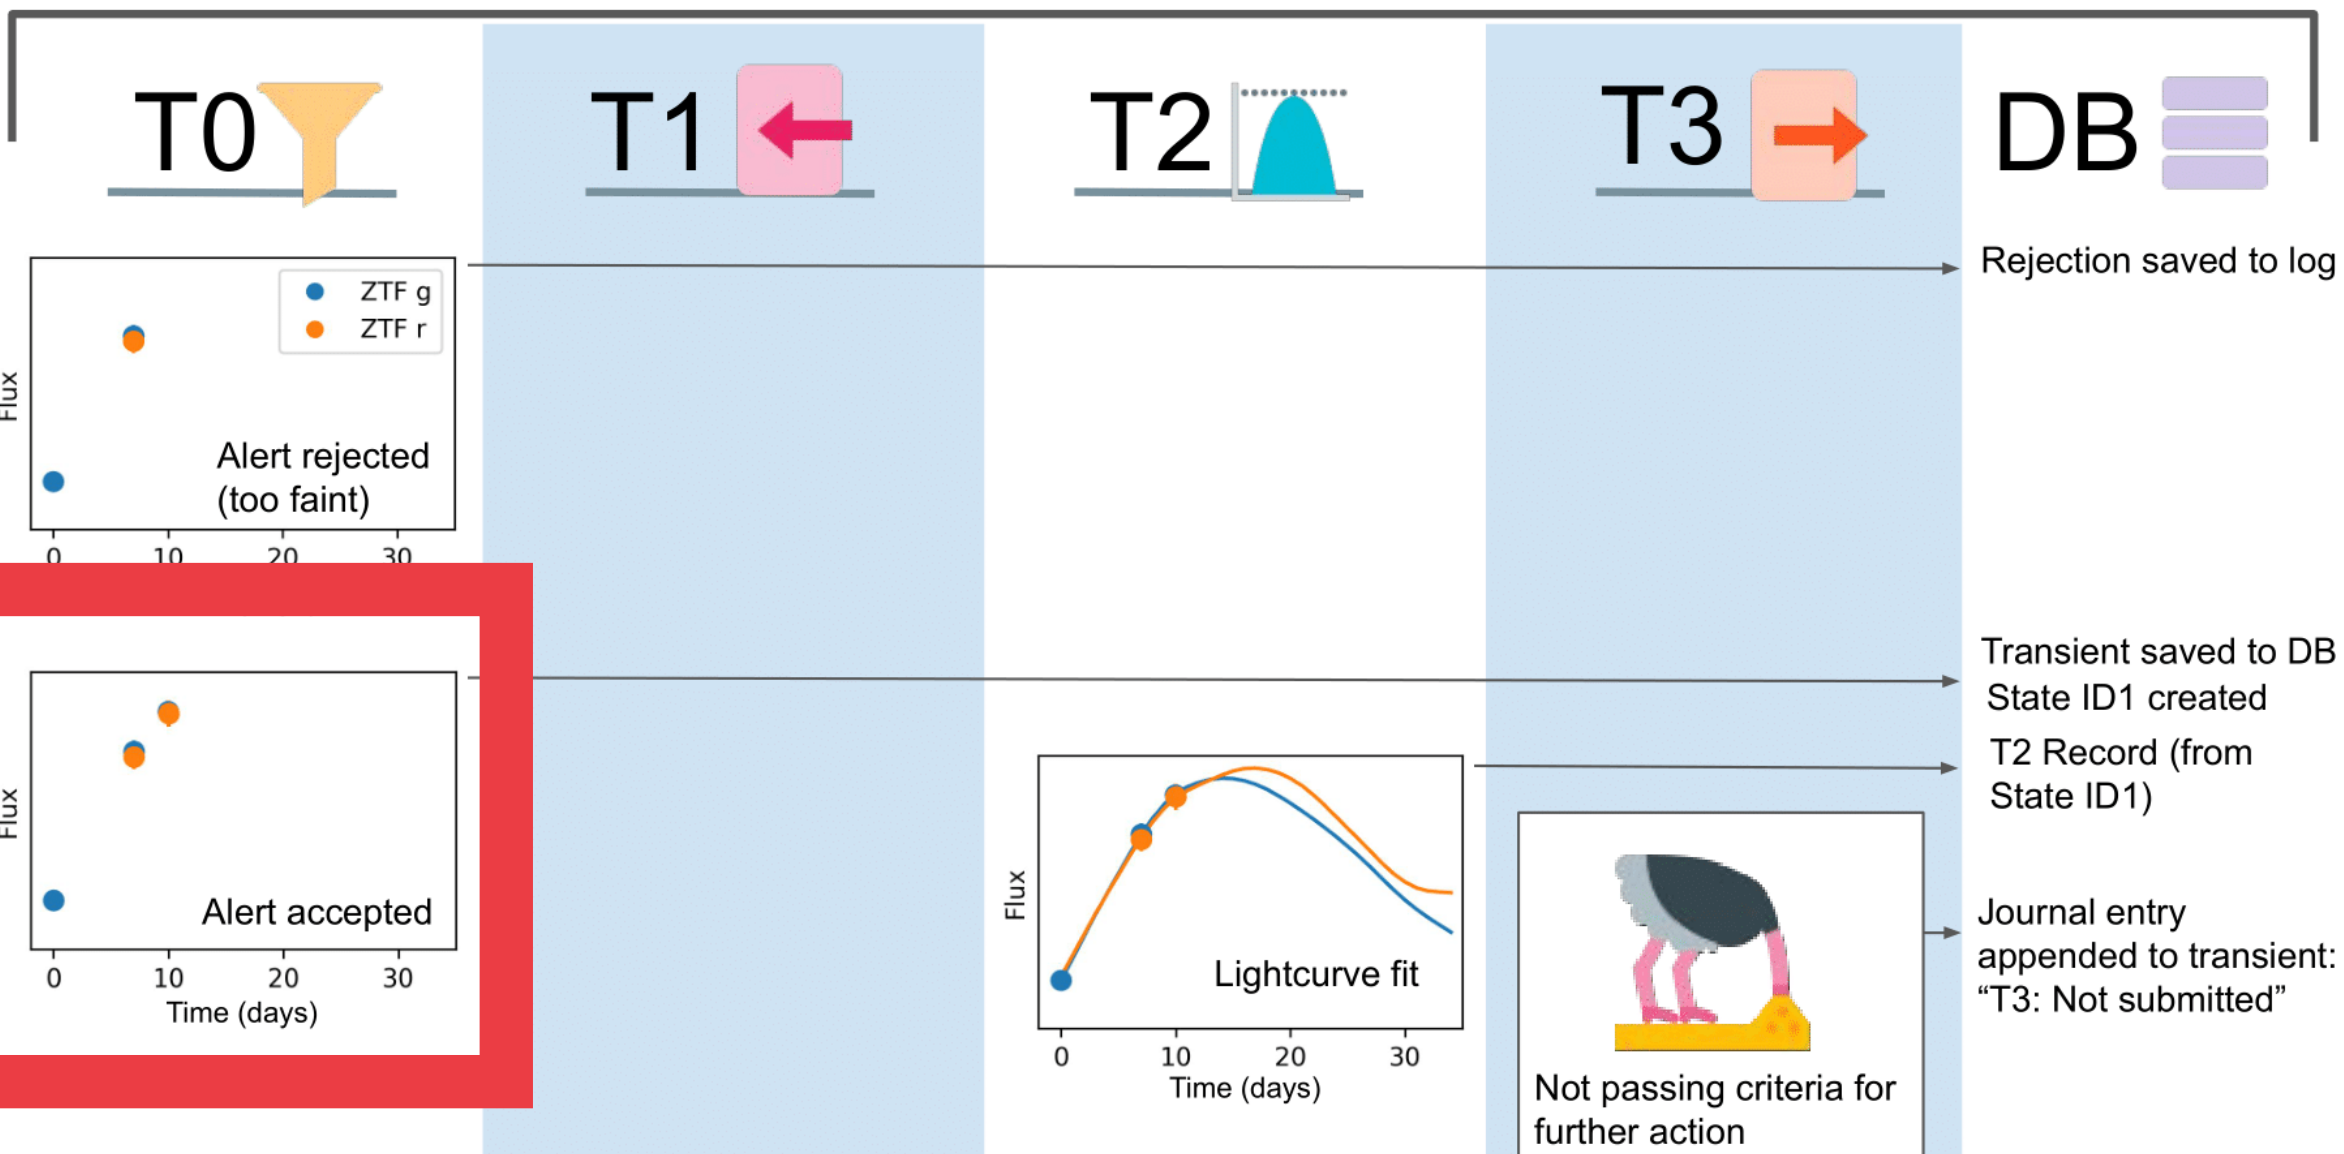 T0
T1
T2
T3
DB
Flux
ZTF g
ZTF r
Alert rejected
(too faint)
0
10
20
30
Rejection saved to log
Flux
Alert accepted
0
10
20
30
Time (days)
Flux
Lightcurve fit
0
10
20
30
Time (days)
Not passing criteria for
further action
Transient saved to DB
State ID1 created
T2 Record (from
State ID1)
Journal entry
appended to transient:
“T3: Not submitted”